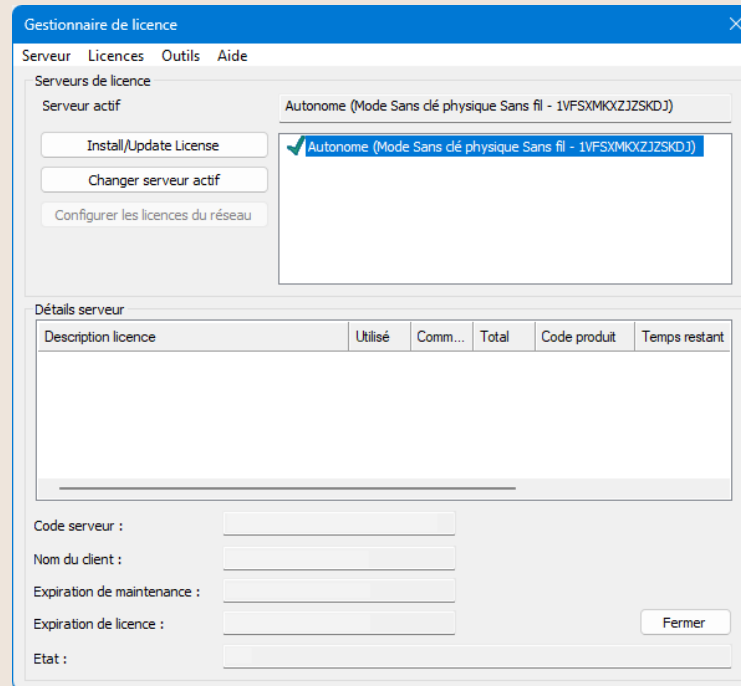 Gestionnaire de licence
Serveur Licences Outils Aide
Serveurs de licence
Serveur actif
Autonome (Mode Sans clé physique Sans fil - 1VFSXMKXZJZSKDJ)
Install/Update License
Autonome (Mode Sans clé physique Sans fil - 1VFSXMKXZJZSKDJ)
Changer serveur actif
Configurer les licences du réseau
Détails serveur
Description licence Utilisé Comm... Total Code produit Temps restant
Code serveur :
Nom du client :
Expiration de maintenance :
Expiration de licence :
Fermer
Etat :